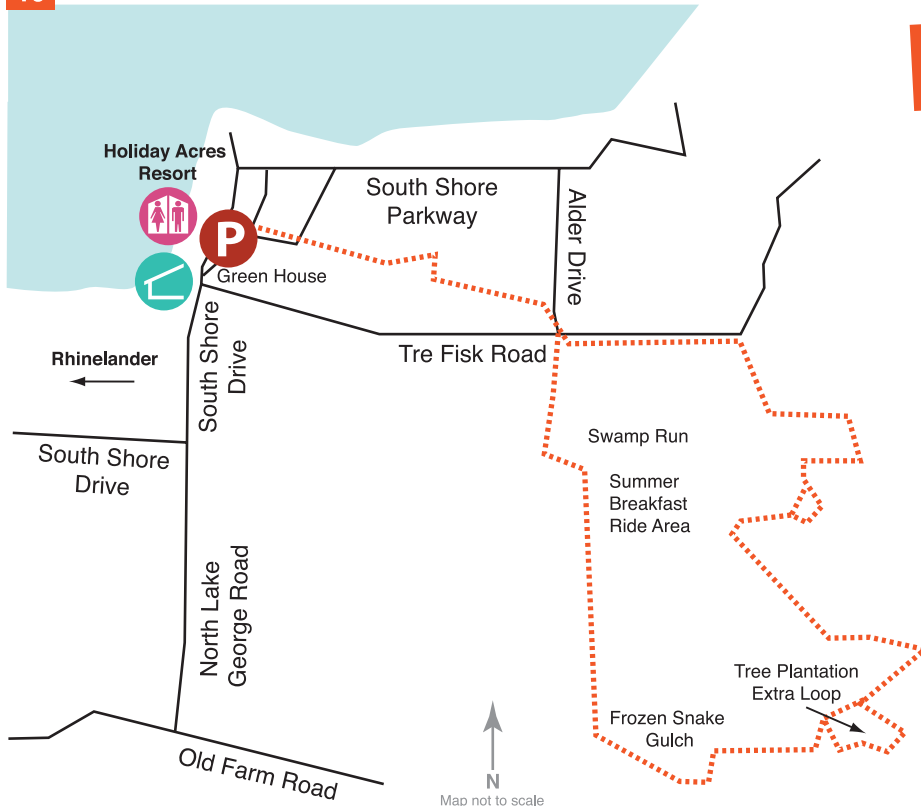 Holiday Acres
Resort
P
Green House
South Shore
Parkway
Alder Drive
Tre Fisk Road
South Shore
Drive
Rhinelander
South Shore
Drive
Swamp Run
Summer
Breakfast
Ride Area
North Lake
George Road
Tree Plantation
Extra Loop
Frozen Snake
Gulch
Old Farm Road
N
Map not to scale